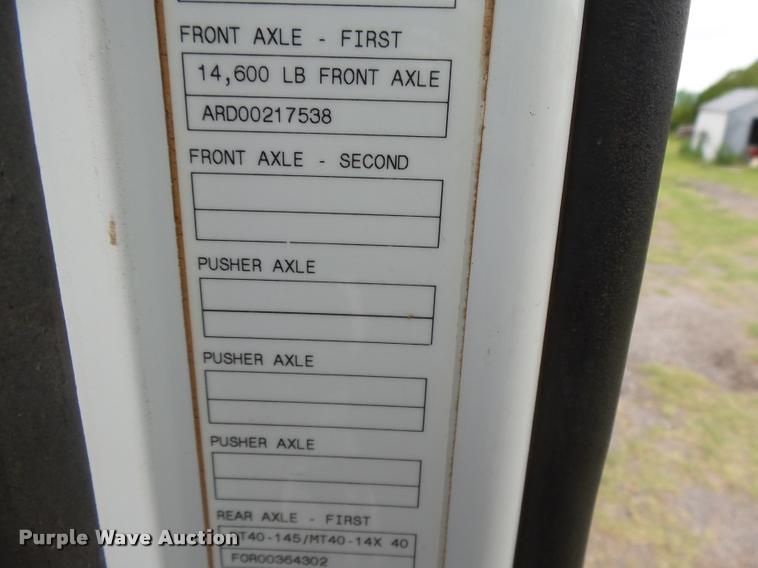 FRONT AXLE - FIRST
14,600 LB FRONT AXLE
ARD00217538
FRONT AXLE - SECOND
PUSHER AXLE
PUSHER AXLE
PUSHER AXLE
REAR AXLE - FIRST
RT40-145/MT40-14X 40
FOR00364302
Purple Wave Auction